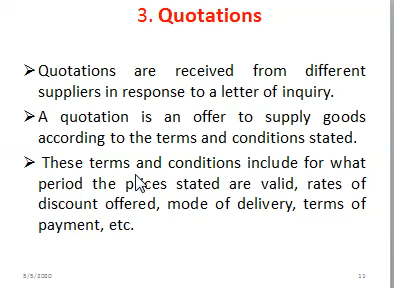 3. Quotations
➢Quotations are received from different
suppliers in response to a letter of inquiry.
➢A quotation is an offer to supply goods
according to the terms and conditions stated.
➢ These terms and conditions include for what
period the prices stated are valid, rates of
discount offered, mode of delivery, terms of
payment, etc.
5/5/2020
11